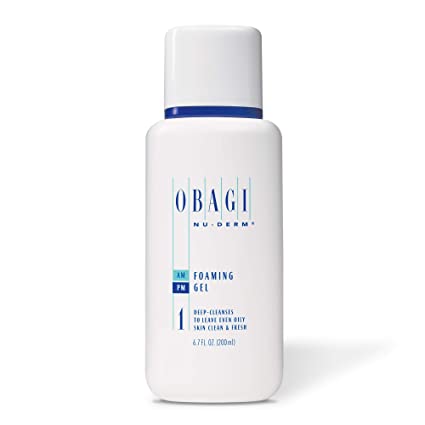 OBAGI
NU-DERM®
AM
PM
FOAMING
GEL
1
DEEP-CLEANSES
TO LEAVE EVEN OILY
SKIN CLEAN & FRESH
6.7 FL. OZ. (200ml)